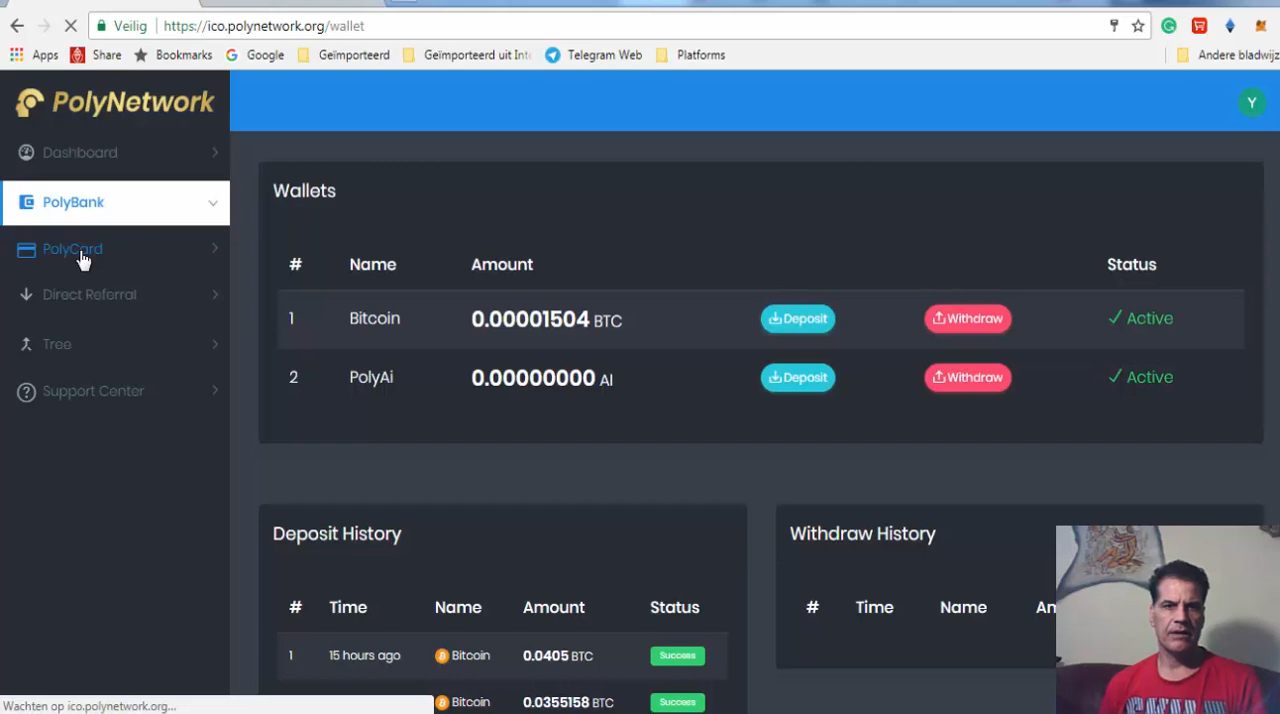 Veilig https://ico.polynetwork.org/wallet
Apps Share Bookmarks Google Geïmporteerd Geïmporteerd uit Telegram Web Platforms Andere bladwijz
PolyNetwork
Y
Dashboard
PolyBank
PolyCard
Direct Referral
Tree
Support Center
Wallets
# Name Amount Status
1 Bitcoin 0.00001504 BTC Deposit Withdraw Active
2 PolyAi 0.00000000 AI Deposit Withdraw Active
Deposit History
# Time Name Amount Status
1 15 hours ago Bitcoin 0.0405 BTC Success
Bitcoin 0.0355158 BTC Success
Withdraw History
# Time Name Am
Wachten op ico.polynetwork.org...